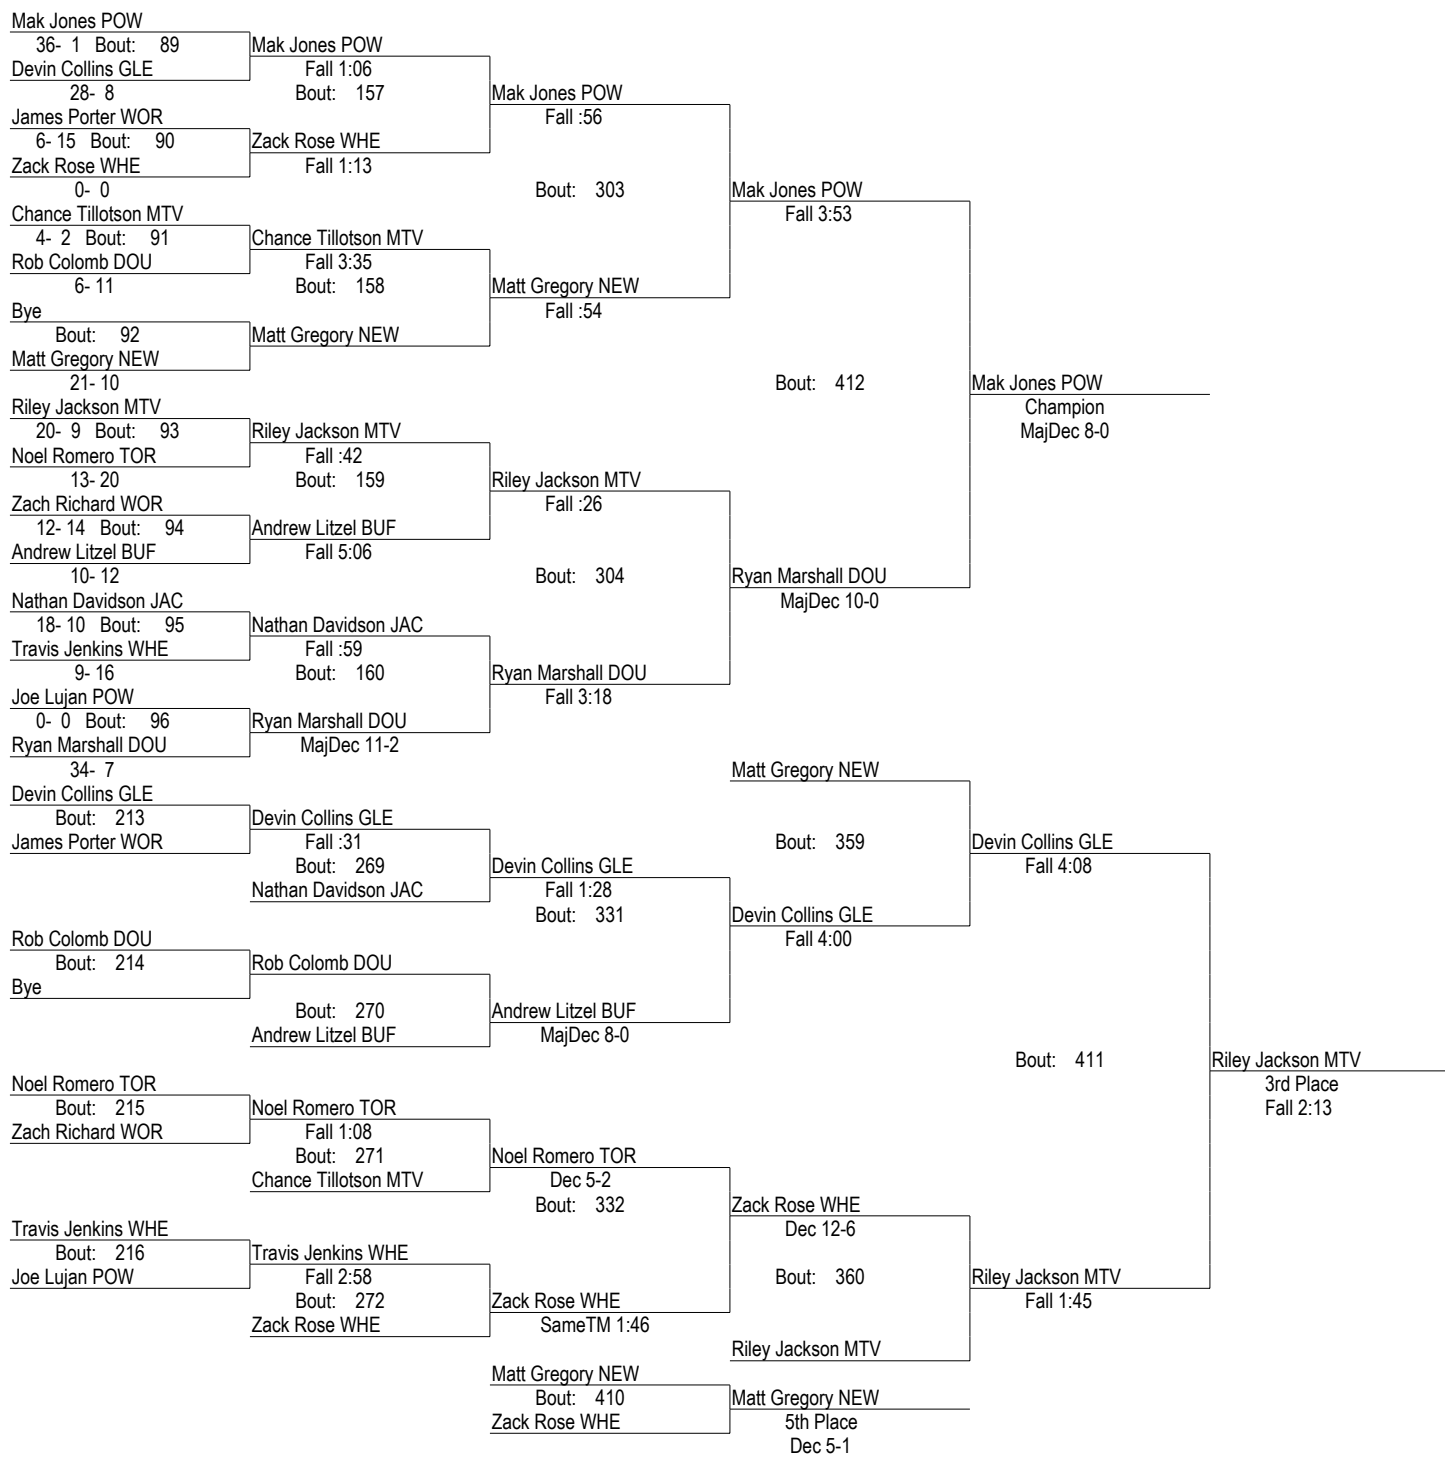 Mak Jones POW
36- 1 Bout: 89
Devin Collins GLE
28- 8
James Porter WOR
6- 15 Bout: 90
Zack Rose WHE
0- 0
Chance Tillotson MTV
4- 2 Bout: 91
Rob Colomb DOU
6- 11
Bye
Bout: 92
Matt Gregory NEW
21- 10
Riley Jackson MTV
20- 9 Bout: 93
Noel Romero TOR
13- 20
Zach Richard WOR
12- 14 Bout: 94
Andrew Litzel BUF
10- 12
Nathan Davidson JAC
18- 10 Bout: 95
Travis Jenkins WHE
9- 16
Joe Lujan POW
0- 0 Bout: 96
Ryan Marshall DOU
34- 7
Mak Jones POW
Fall 1:06
Bout: 157
Zack Rose WHE
Fall 1:13
Chance Tillotson MTV
Fall 3:35
Bout: 158
Matt Gregory NEW
Riley Jackson MTV
Fall :42
Bout: 159
Andrew Litzel BUF
Fall 5:06
Nathan Davidson JAC
Fall :59
Bout: 160
Ryan Marshall DOU
MajDec 11-2
Mak Jones POW
Fall :56
Bout: 303
Matt Gregory NEW
Fall :54
Riley Jackson MTV
Fall :26
Bout: 304
Ryan Marshall DOU
Fall 3:18
Mak Jones POW
Fall 3:53
Bout: 412
Ryan Marshall DOU
MajDec 10-0
Mak Jones POW
Champion
MajDec 8-0
Devin Collins GLE
Bout: 213
James Porter WOR
Rob Colomb DOU
Bout: 214
Bye
Noel Romero TOR
Bout: 215
Zach Richard WOR
Travis Jenkins WHE
Bout: 216
Joe Lujan POW
Devin Collins GLE
Fall :31
Bout: 269
Nathan Davidson JAC
Rob Colomb DOU
Bout: 270
Andrew Litzel BUF
Noel Romero TOR
Fall 1:08
Bout: 271
Chance Tillotson MTV
Travis Jenkins WHE
Fall 2:58
Bout: 272
Zack Rose WHE
Devin Collins GLE
Fall 1:28
Bout: 331
Andrew Litzel BUF
MajDec 8-0
Noel Romero TOR
Dec 5-2
Bout: 332
Zack Rose WHE
SameTM 1:46
Matt Gregory NEW
Bout: 359
Devin Collins GLE
Fall 4:00
Zack Rose WHE
Dec 12-6
Bout: 360
Riley Jackson MTV
Devin Collins GLE
Fall 4:08
Bout: 411
Riley Jackson MTV
Fall 1:45
Riley Jackson MTV
3rd Place
Fall 2:13
Matt Gregory NEW
Bout: 410
Zack Rose WHE
Matt Gregory NEW
5th Place
Dec 5-1